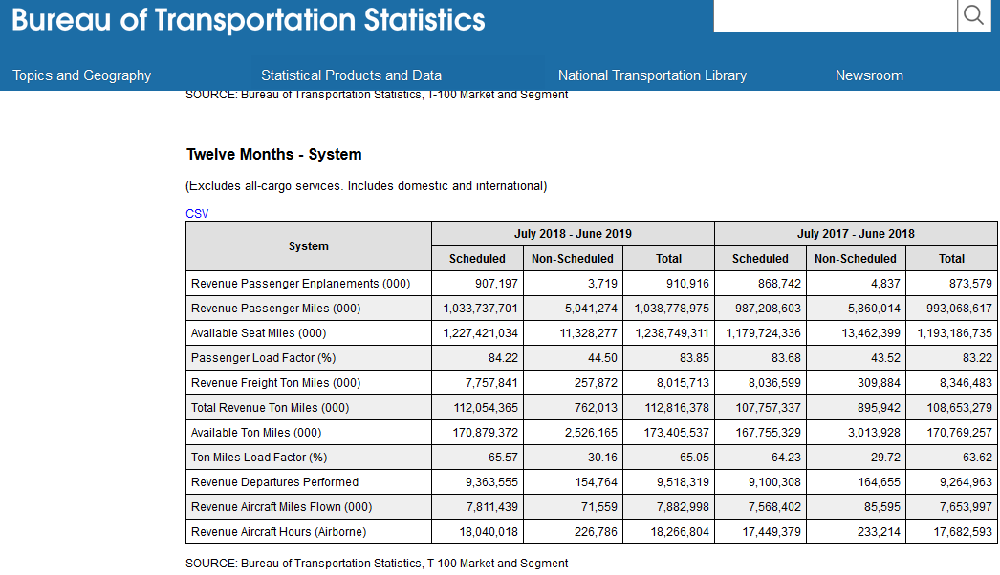 Bureau of Transportation Statistics
Topics and Geography Statistical Products and Data National Transportation Library Newsroom
SOURCE: Bureau of Transportation Statistics, T-100 Market and Segment
Twelve Months - System
(Excludes all-cargo services. Includes domestic and international)
CSV
System July 2018 - June 2019 July 2017 - June 2018
Scheduled Non-Scheduled Total Scheduled Non-Scheduled Total
Revenue Passenger Enplanements (000) 907,197 3,719 910,916 868,742 4,837 873,579
Revenue Passenger Miles (000) 1,033,737,701 5,041,274 1,038,778,975 987,208,603 5,860,014 993,068,617
Available Seat Miles (000) 1,227,421,034 11,328,277 1,238,749,311 1,179,724,336 13,462,399 1,193,186,735
Passenger Load Factor (%) 84.22 44.50 83.85 83.68 43.52 83.22
Revenue Freight Ton Miles (000) 7,757,841 257,872 8,015,713 8,036,599 309,884 8,346,483
Total Revenue Ton Miles (000) 112,054,365 762,013 112,816,378 107,757,337 895,942 108,653,279
Available Ton Miles (000) 170,879,372 2,526,165 173,405,537 167,755,329 3,013,928 170,769,257
Ton Miles Load Factor (%) 65.57 30.16 65.05 64.23 29.72 63.62
Revenue Departures Performed 9,363,555 154,764 9,518,319 9,100,308 164,655 9,264,963
Revenue Aircraft Miles Flown (000) 7,811,439 71,559 7,882,998 7,568,402 85,595 7,653,997
Revenue Aircraft Hours (Airborne) 18,040,018 226,786 18,266,804 17,449,379 233,214 17,682,593
SOURCE: Bureau of Transportation Statistics, T-100 Market and Segment